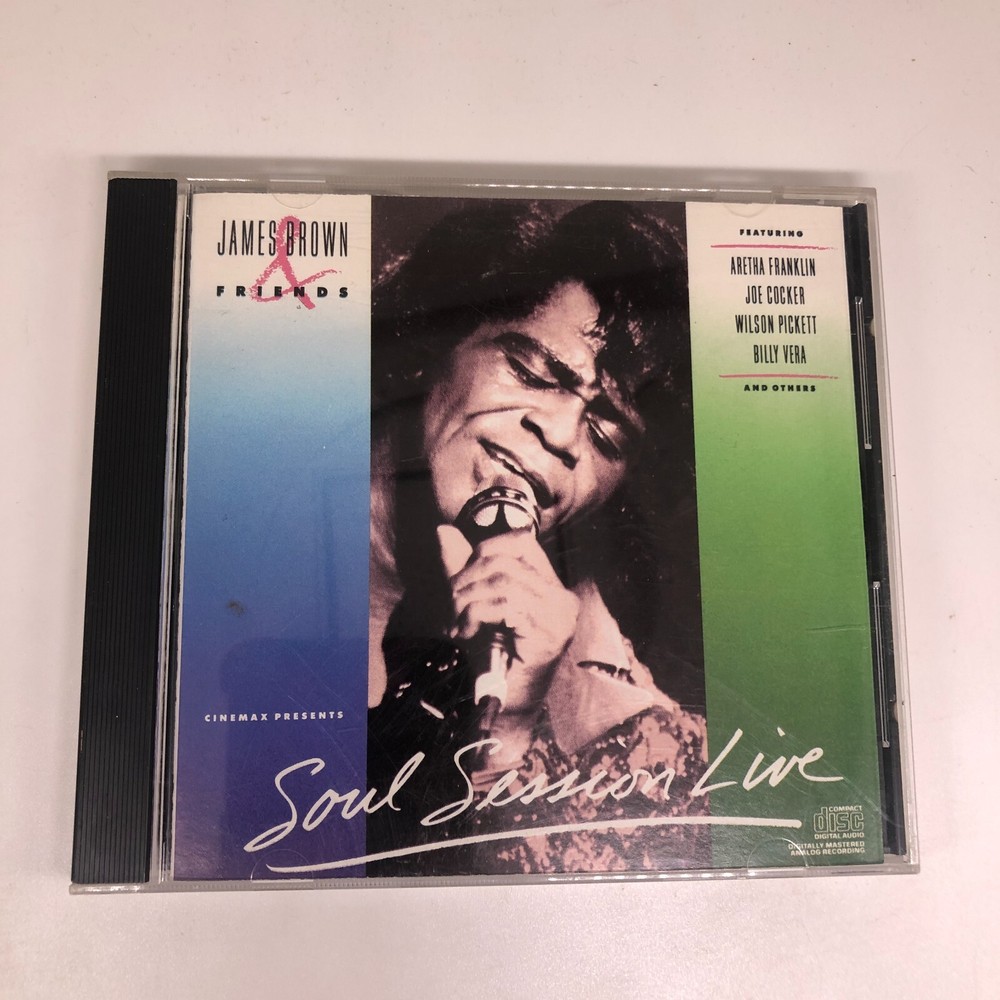 JAMES BROWN
&
FRIENDS
FEATURING
ARETHA FRANKLIN
JOE COCKER
WILSON PICKETT
BILLY VERA
AND OTHERS
CINEMAX PRESENTS
Soul Session Live
COMPACT
disc
DIGITAL AUDIO
DIGITALLY MASTERED
ANALOG RECORDING